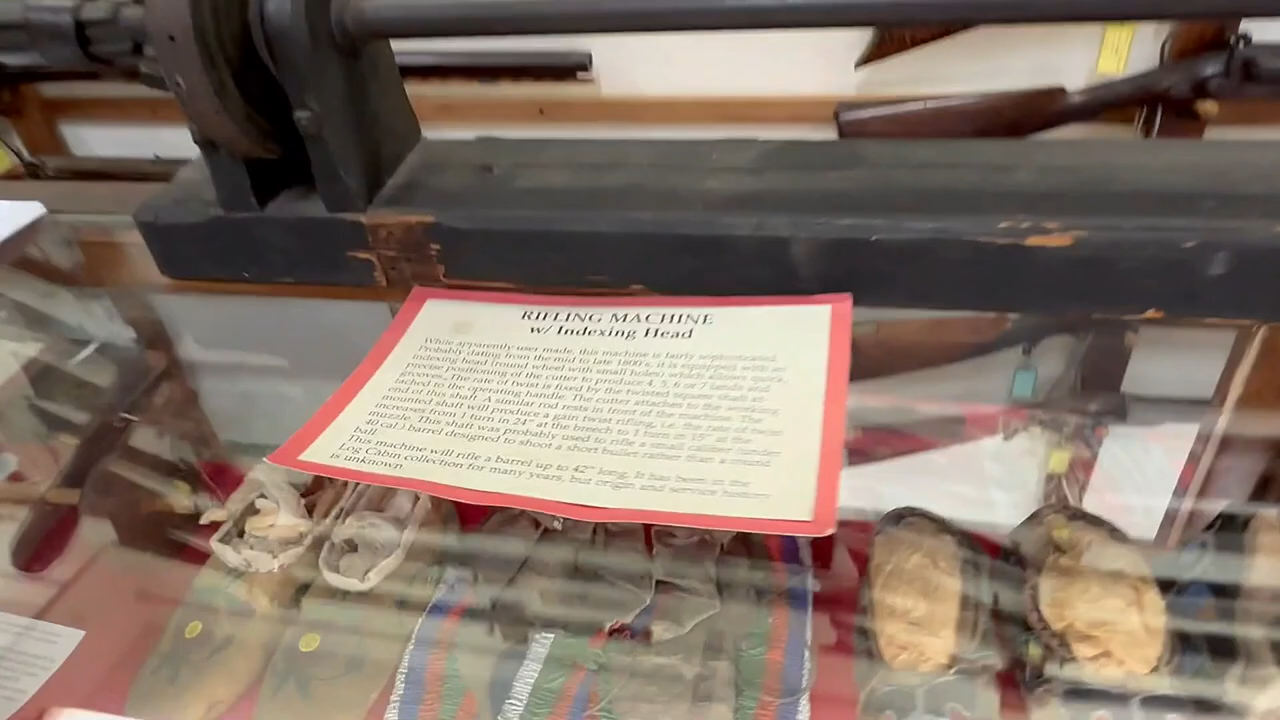 RIFLING MACHINE
w/ Indexing Head
While apparently user made, this machine is fairly sophisticated.
Probably dating from the mid to late 1800's, it is equipped with an
indexing head (round wheel with small holes) which allows quick,
precise positioning of the cutter to produce 4, 5, 6 or 7 lands and
grooves. The rate of twist is fixed by the twisted square shaft at-
tached to the operating handle. The cutter attaches to the working
end of this shaft. A similar rod rests in front of the machine. The
mounted shaft will produce a gain twist rifling, i.e. the rate of twist
increases from 1 turn in 24" at the breech to 1 turn in 15" at the
muzzle. This shaft was probably used to rifle a small caliber (under
40 cal.) barrel designed to shoot a short bullet rather than a round
ball.
This machine will rifle a barrel up to 42" long. It has been in the
Log Cabin collection for many years, but origin and service history
is unknown.